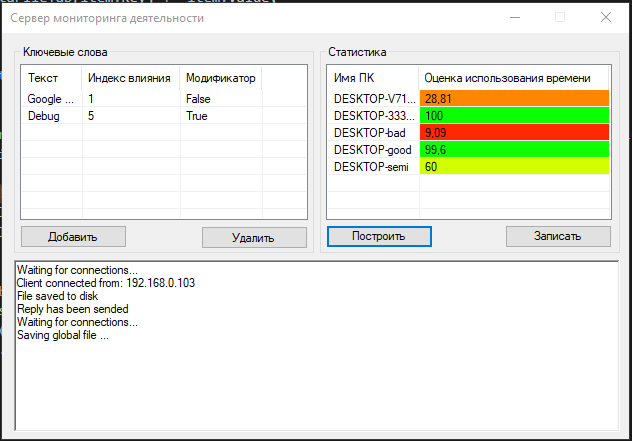 Сервер мониторинга деятельности
Ключевые слова
Текст Индекс влияния Модификатор
Google ... 1 False
Debug 5 True
Добавить Удалить
Статистика
Имя ПК Оценка использования времени
DESKTOP-V71... 28,81
DESKTOP-333... 100
DESKTOP-bad 9,09
DESKTOP-good 99,6
DESKTOP-semi 60
Построить Записать
Waiting for connections...
Client connected from: 192.168.0.103
File saved to disk
Reply has been sended
Waiting for connections...
Saving global file ...